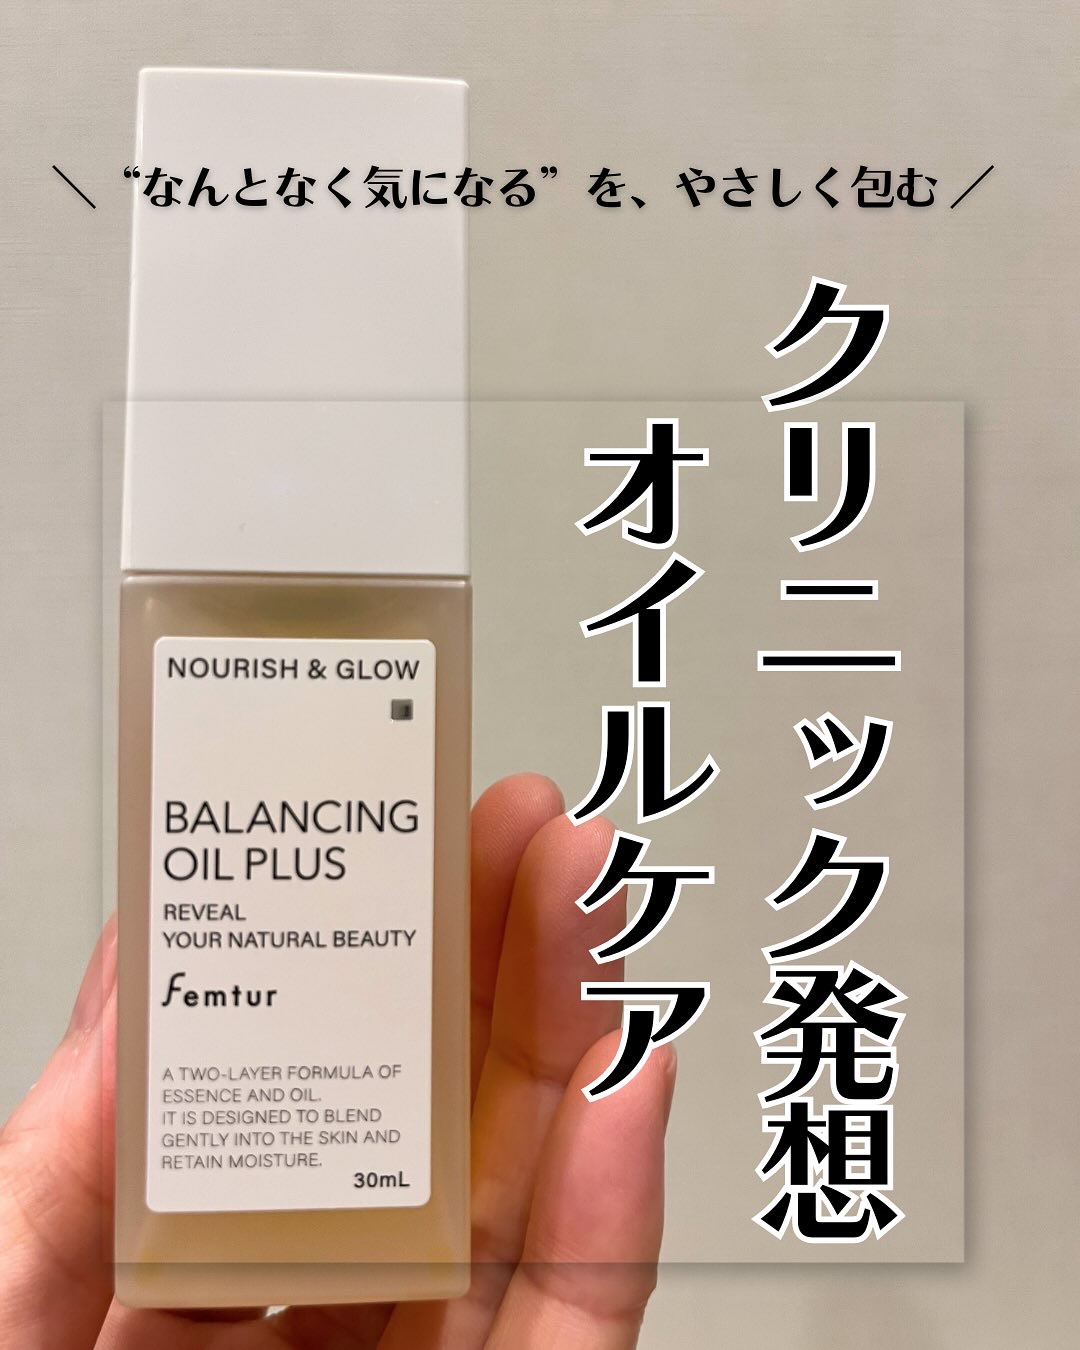 ＼ “なんとなく気になる” を、やさしく包む ／
クリニック発想
オイルケア
NOURISH & GLOW
BALANCING
OIL PLUS
REVEAL
YOUR NATURAL BEAUTY
femtur
A TWO-LAYER FORMULA OF
ESSENCE AND OIL.
IT IS DESIGNED TO BLEND
GENTLY INTO THE SKIN AND
RETAIN MOISTURE.
30mL